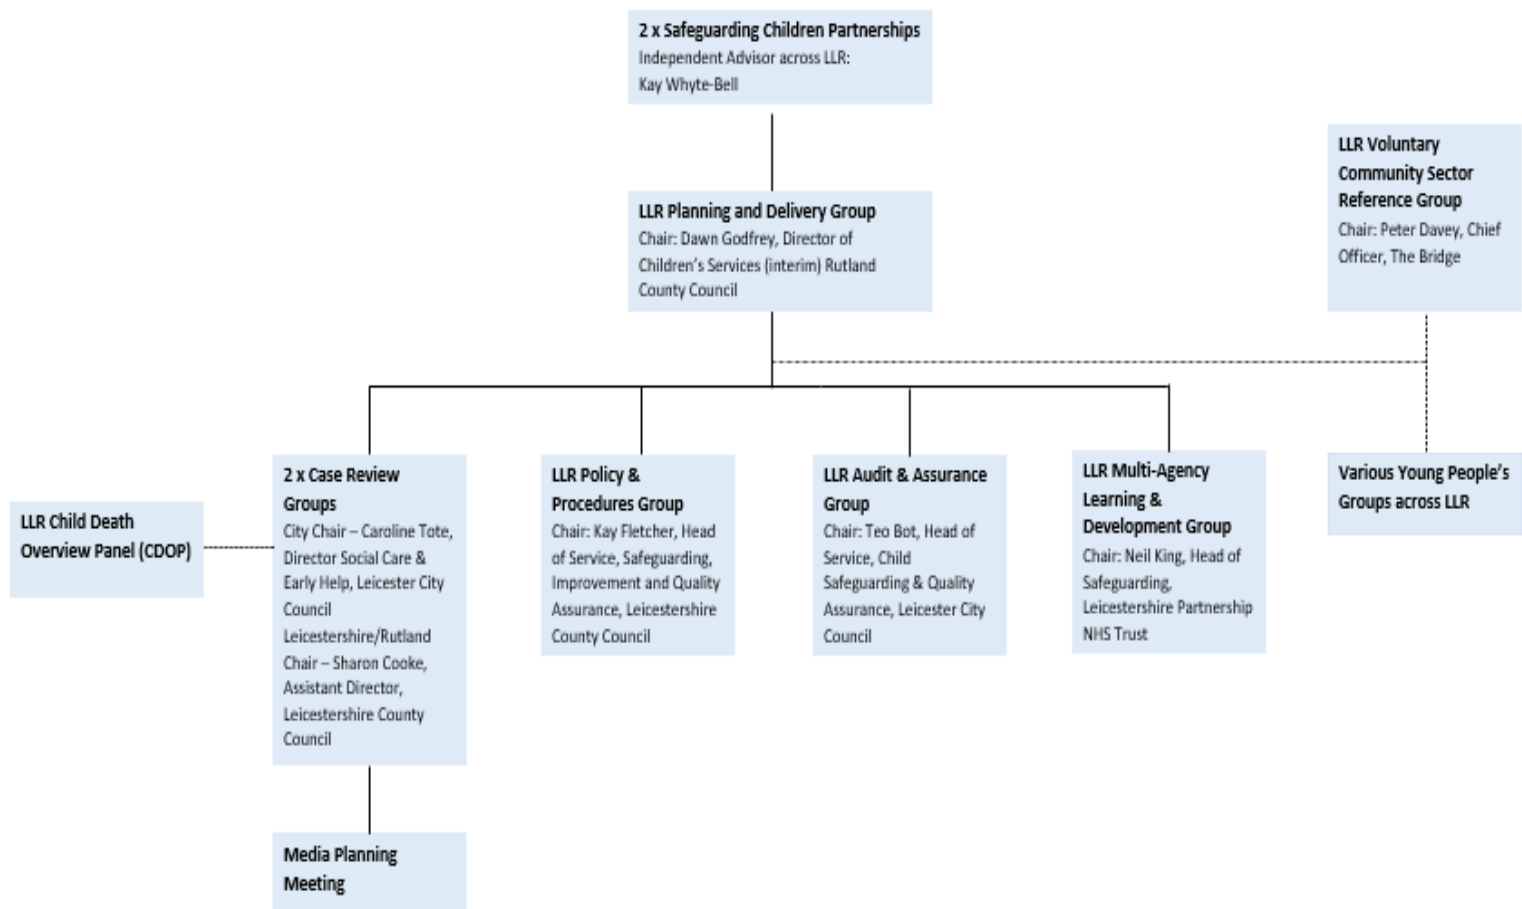 2 x Safeguarding Children Partnerships
Independent Advisor across LLR:
Kay Whyte-Bell
LLR Voluntary
Community Sector
Reference Group
Chair: Peter Davey, Chief
Officer, The Bridge
LLR Planning and Delivery Group
Chair: Dawn Godfrey, Director of
Children's Services (interim) Rutland
County Council
LLR Child Death
Overview Panel (CDOP)
2 x Case Review
Groups
City Chair – Caroline Tote,
Director Social Care &
Early Help, Leicester City
Council
Leicestershire/Rutland
Chair – Sharon Cooke,
Assistant Director,
Leicestershire County
Council
LLR Policy &
Procedures Group
Chair: Kay Fletcher, Head
of Service, Safeguarding,
Improvement and Quality
Assurance, Leicestershire
County Council
LLR Audit & Assurance
Group
Chair: Teo Bot, Head of
Service, Child
Safeguarding & Quality
Assurance, Leicester City
Council
LLR Multi-Agency
Learning &
Development Group
Chair: Neil King, Head of
Safeguarding,
Leicestershire Partnership
NHS Trust
Various Young People's
Groups across LLR
Media Planning
Meeting